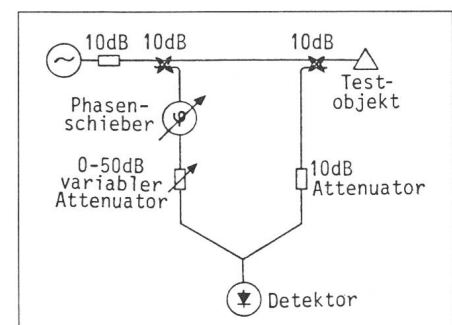 10dB 10dB 10dB
Test-
objekt
Phasen-
schieber
φ
0-50dB
variabler
Attenuator
10dB
Attenuator
Detektor